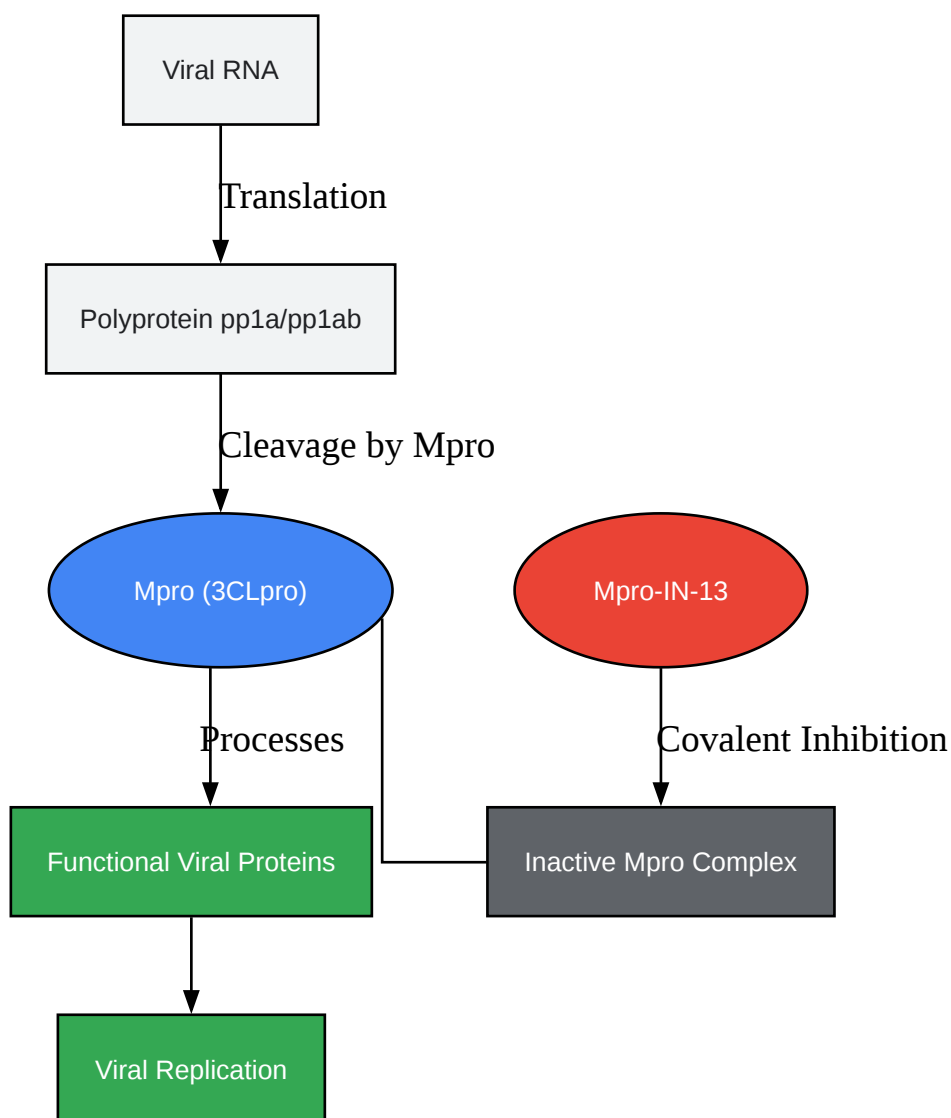 Viral RNA
Translation
Polyprotein pp1a/pp1ab
Cleavage by Mpro
Mpro (3CLpro)
Mpro-IN-13
Processes
Covalent Inhibition
Functional Viral Proteins
Inactive Mpro Complex
Viral Replication